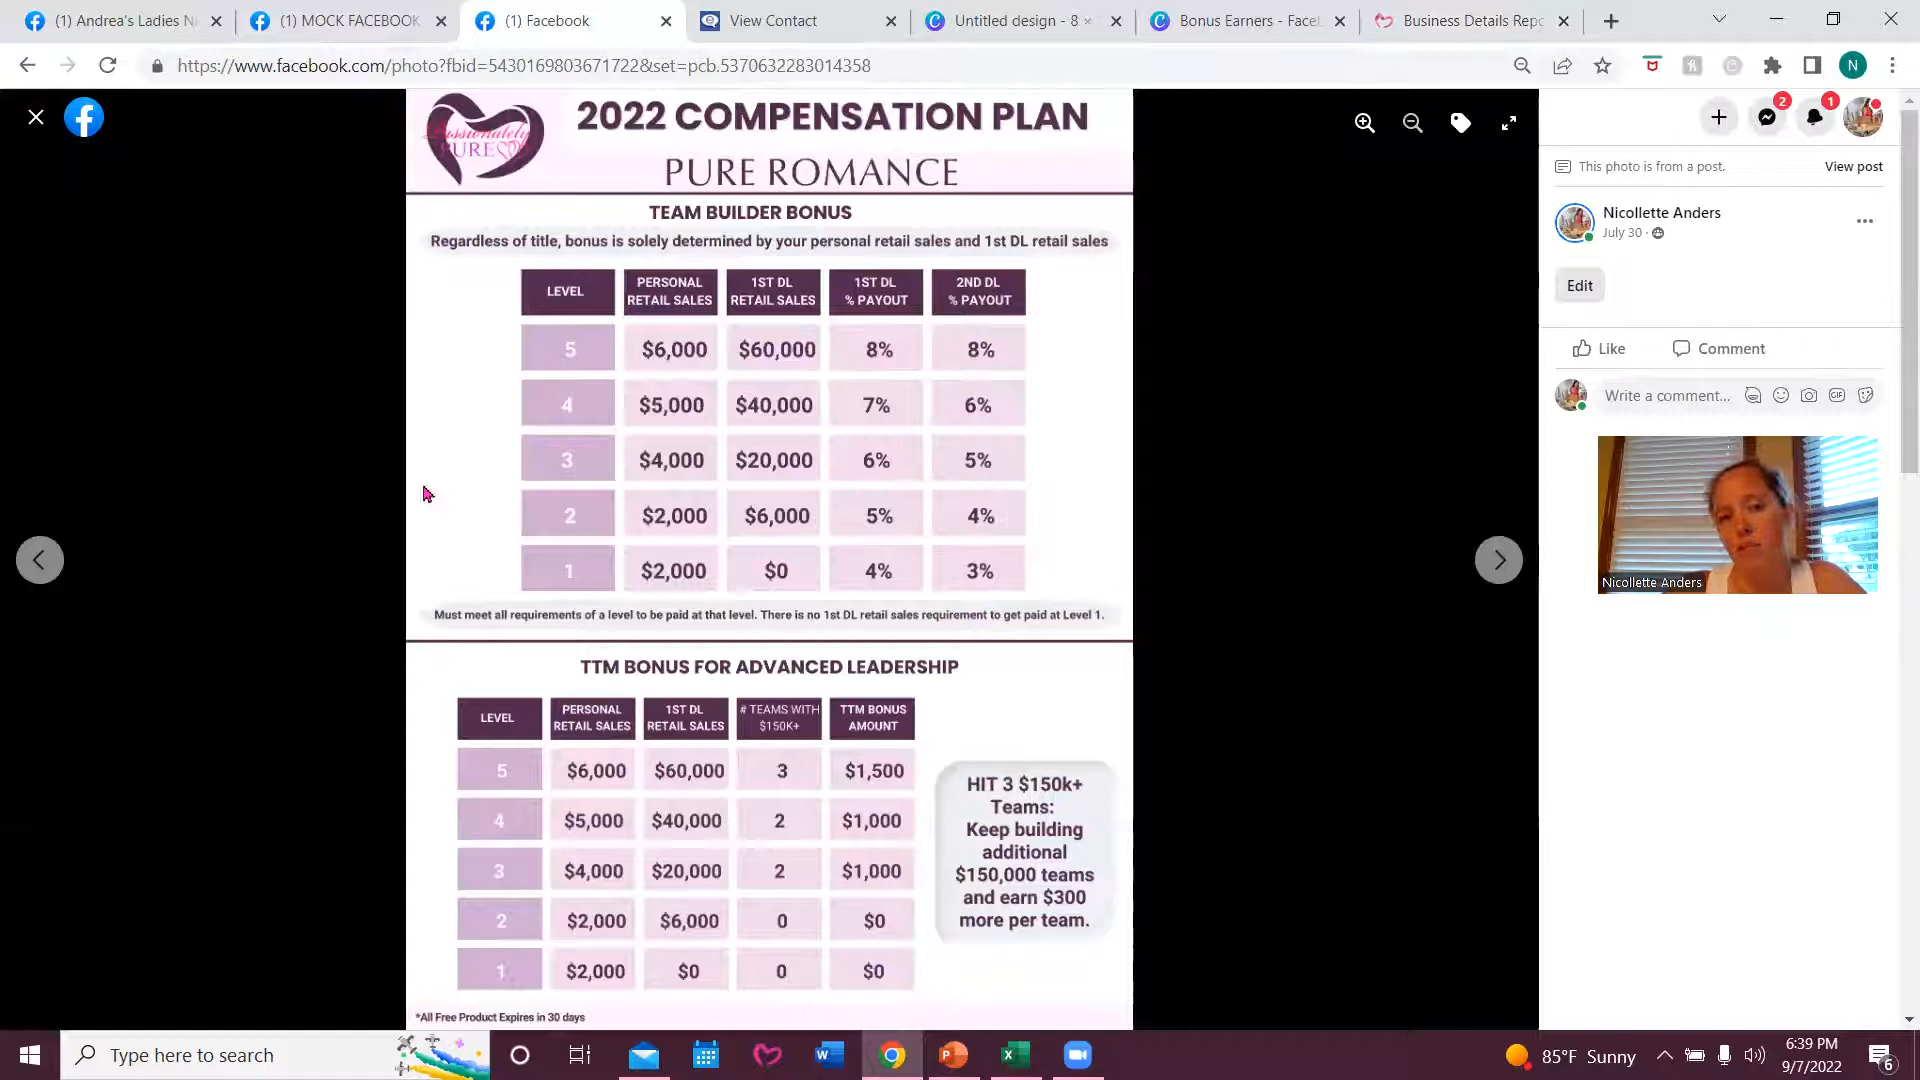 (1) Andrea's Ladies Ni
(1) MOCK FACEBOOK
(1) Facebook
View Contact
Untitled design - 8
Bonus Earners - Facel
Business Details Repo
https://www.facebook.com/photo?fbid=5430169803671722&set=pcb.5370632283014358
N
Passionately
PURE
2022 COMPENSATION PLAN
PURE ROMANCE
TEAM BUILDER BONUS
Regardless of title, bonus is solely determined by your personal retail sales and 1st DL retail sales
LEVEL PERSONAL RETAIL SALES 1ST DL RETAIL SALES 1ST DL % PAYOUT 2ND DL % PAYOUT
5 $6,000 $60,000 8% 8%
4 $5,000 $40,000 7% 6%
3 $4,000 $20,000 6% 5%
2 $2,000 $6,000 5% 4%
1 $2,000 $0 4% 3%
Must meet all requirements of a level to be paid at that level. There is no 1st DL retail sales requirement to get paid at Level 1.
TTM BONUS FOR ADVANCED LEADERSHIP
LEVEL PERSONAL RETAIL SALES 1ST DL RETAIL SALES # TEAMS WITH $150K+ TTM BONUS AMOUNT
5 $6,000 $60,000 3 $1,500
4 $5,000 $40,000 2 $1,000
3 $4,000 $20,000 2 $1,000
2 $2,000 $6,000 0 $0
1 $2,000 $0 0 $0
HIT 3 $150k+
Teams:
Keep building
additional
$150,000 teams
and earn $300
more per team.
*All Free Product Expires in 30 days
2
1
This photo is from a post.
View post
Nicollette Anders
July 30 ·
Edit
Like
Comment
Write a comment...
GIF
Nicollette Anders
Type here to search
85°F Sunny
6:39 PM
9/7/2022
6